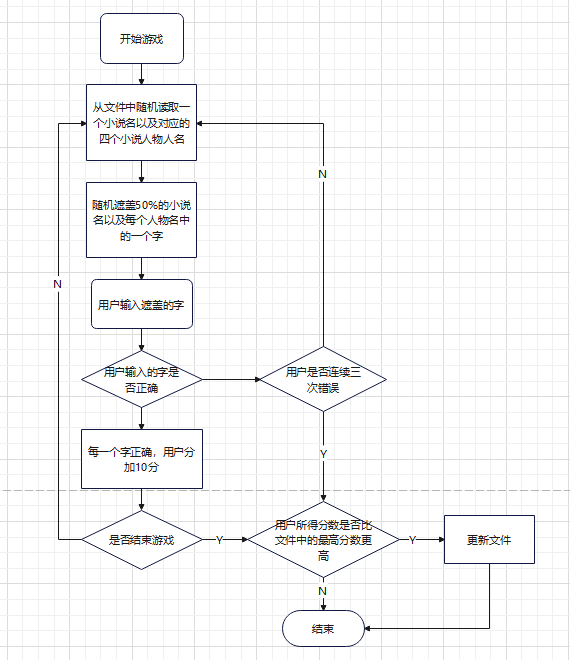 开始游戏
从文件中随机读取一
个小说名以及对应的
四个小说人物人名
N
随机遮盖50%的小说
名以及每个人物名中
的一个字
N
用户输入遮盖的字
用户输入的字是
否正确
用户是否连续三
次错误
每一个字正确，用户分
加10分
Y
是否结束游戏
Y
用户所得分数是否比
文件中的最高分数更
高
Y
更新文件
N
结束